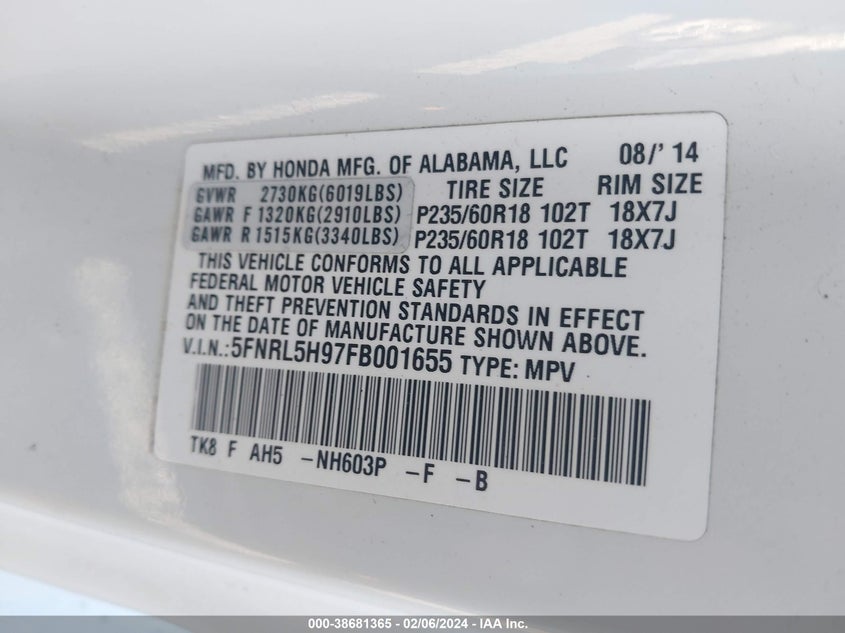 MFD. BY HONDA MFG. OF ALABAMA, LLC 08/' 14
GVWR 2730KG(6019LBS) TIRE SIZE RIM SIZE
GAWR F 1320KG(2910LBS) P235/60R18 102T 18X7J
GAWR R 1515KG(3340LBS) P235/60R18 102T 18X7J
THIS VEHICLE CONFORMS TO ALL APPLICABLE
FEDERAL MOTOR VEHICLE SAFETY
AND THEFT PREVENTION STANDARDS IN EFFECT
ON THE DATE OF MANUFACTURE SHOWN ABOVE.
V.I.N.:5FNRL5H97FB001655 TYPE: MPV
TK8 F AH5 -NH603P -F -B
000-38681365 - 02/06/2024 - IAA Inc.